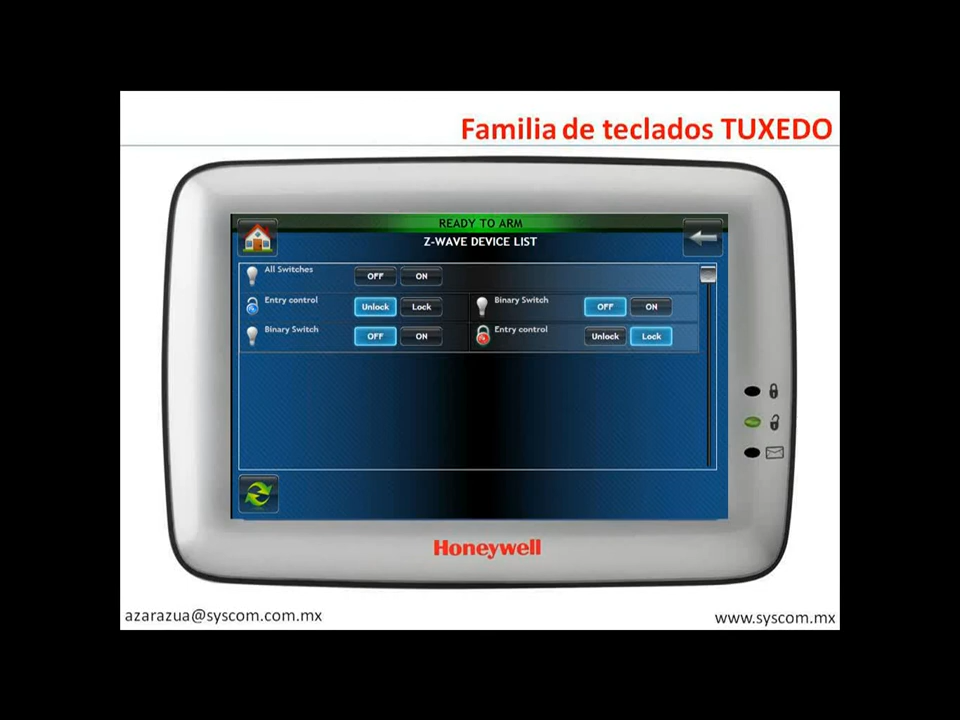 Familia de teclados TUXEDO
READY TO ARM
Z-WAVE DEVICE LIST
All Switches OFF ON
Entry control Unlock Lock Binary Switch OFF ON
Binary Switch OFF ON Entry control Unlock Lock
Honeywell
azarazua@syscom.com.mx www.syscom.mx